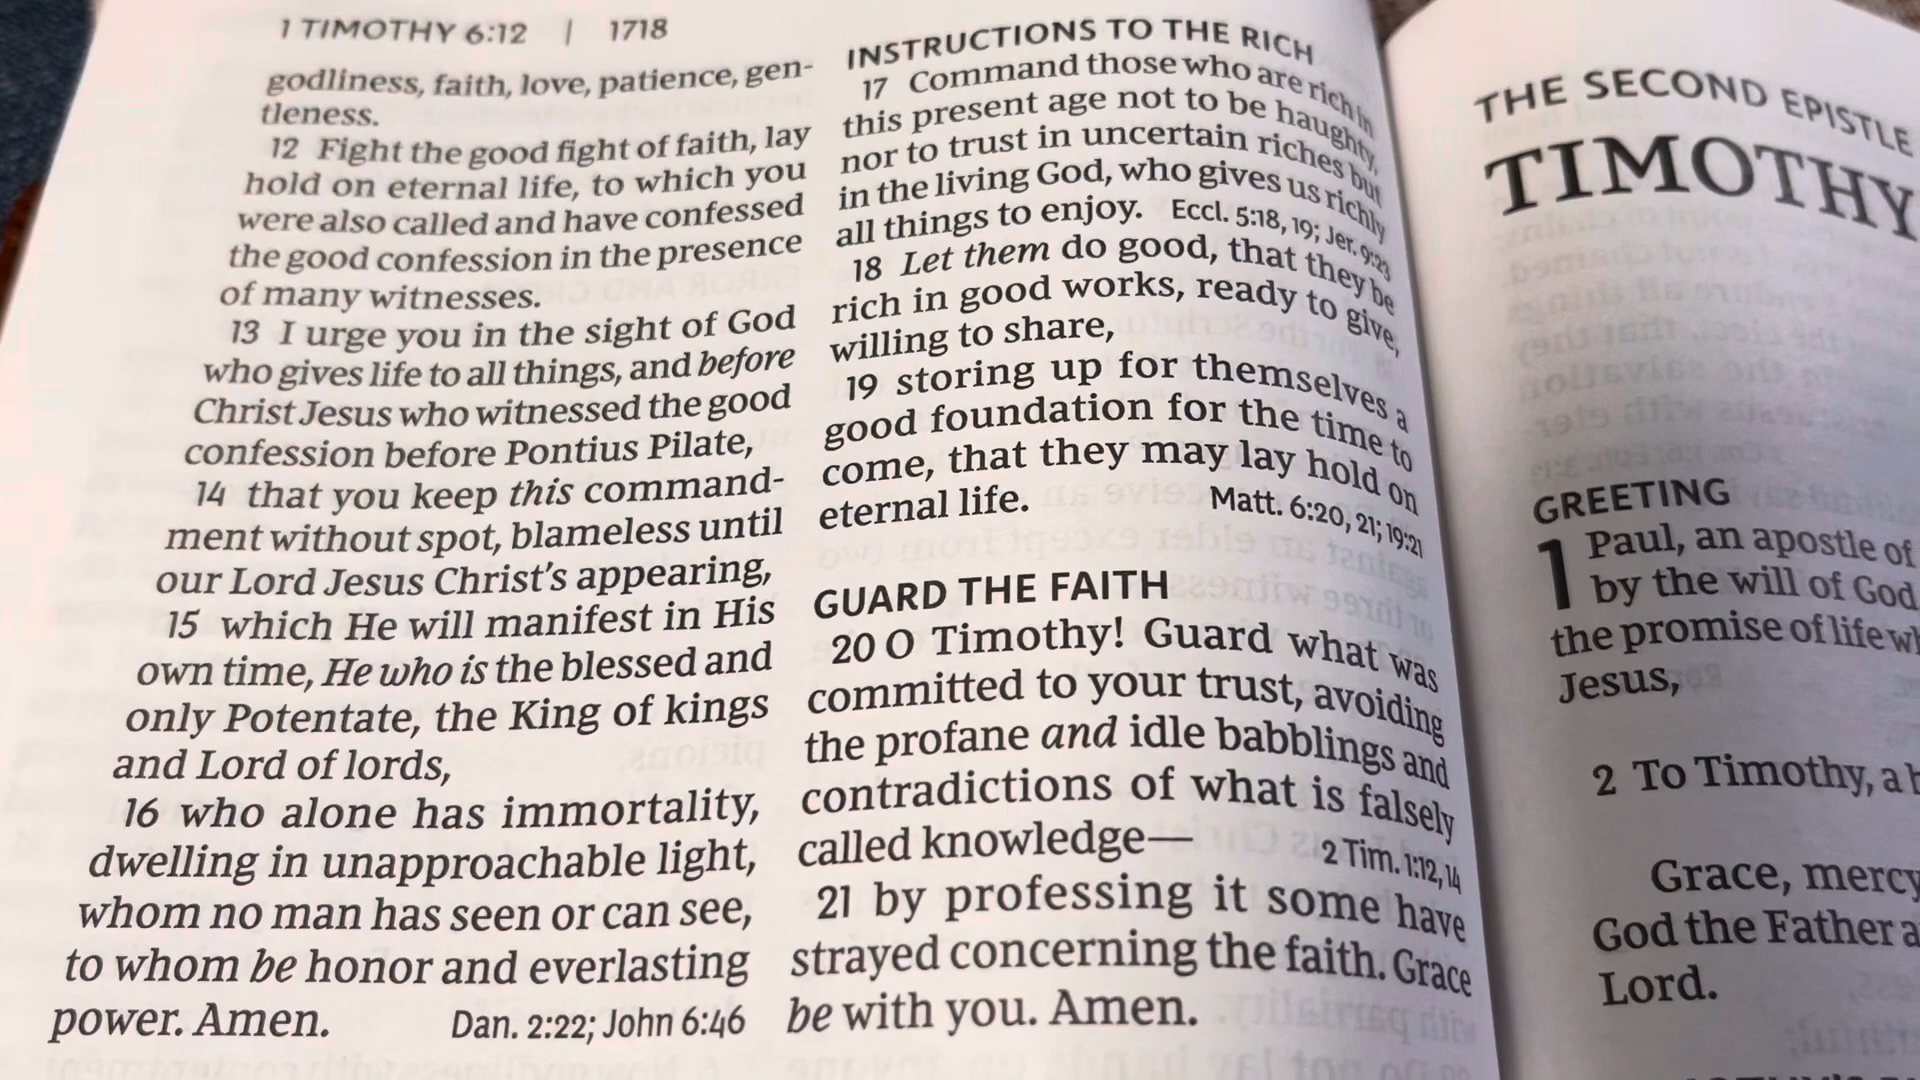 1 TIMOTHY 6:12 | 1718
godliness, faith, love, patience, gen-
tleness.
12 Fight the good fight of faith, lay
hold on eternal life, to which you
were also called and have confessed
the good confession in the presence
of many witnesses.
13 I urge you in the sight of God
who gives life to all things, and before
Christ Jesus who witnessed the good
confession before Pontius Pilate,
14 that you keep this command-
ment without spot, blameless until
our Lord Jesus Christ's appearing,
15 which He will manifest in His
own time, He who is the blessed and
only Potentate, the King of kings
and Lord of lords,
16 who alone has immortality,
dwelling in unapproachable light,
whom no man has seen or can see,
to whom be honor and everlasting
power. Amen. Dan. 2:22; John 6:46
INSTRUCTIONS TO THE RICH
17 Command those who are rich in
this present age not to be haughty,
nor to trust in uncertain riches but
in the living God, who gives us richly
all things to enjoy. Eccl. 5:18, 19; Jer. 9:23
18 Let them do good, that they be
rich in good works, ready to give,
willing to share,
19 storing up for themselves a
good foundation for the time to
come, that they may lay hold on
eternal life. Matt. 6:20, 21; 19:21
GUARD THE FAITH
20 O Timothy! Guard what was
committed to your trust, avoiding
the profane and idle babblings and
contradictions of what is falsely
called knowledge— 2 Tim. 1:12, 14
21 by professing it some have
strayed concerning the faith. Grace
be with you. Amen.
THE SECOND EPISTLE
TIMOTHY
GREETING
1 Paul, an apostle of
by the will of God
the promise of life
Jesus,
2 To Timothy, a
Grace, mercy
God the Father
Lord.